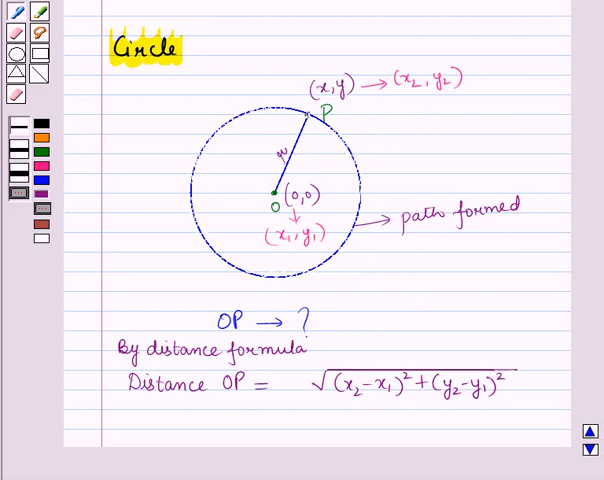 Circle
(x,y) → (x₂, y₂)
P
r
(0,0)
O
(x₁, y₁)
path formed
OP → ?
By distance formula
Distance OP = √(x₂-x₁)²+(y₂-y₁)²